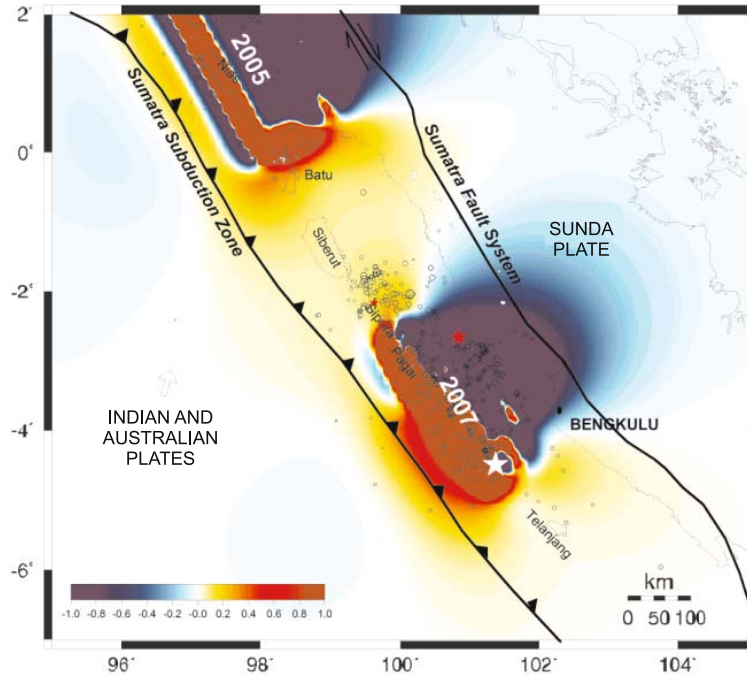 2˚
0˚
-2˚
-4˚
-6˚
2005
Nias
Sumatra Subduction Zone
Batu
Siberut
Sumatra Fault System
SUNDA
PLATE
Sipora
Pagai
2007
INDIAN AND
AUSTRALIAN
PLATES
BENGKULU
Telanjang
km
0 50 100
-1.0 -0.8 -0.6 -0.4 -0.2 -0.0 0.2 0.4 0.6 0.8 1.0
96˚ 98˚ 100˚ 102˚ 104˚